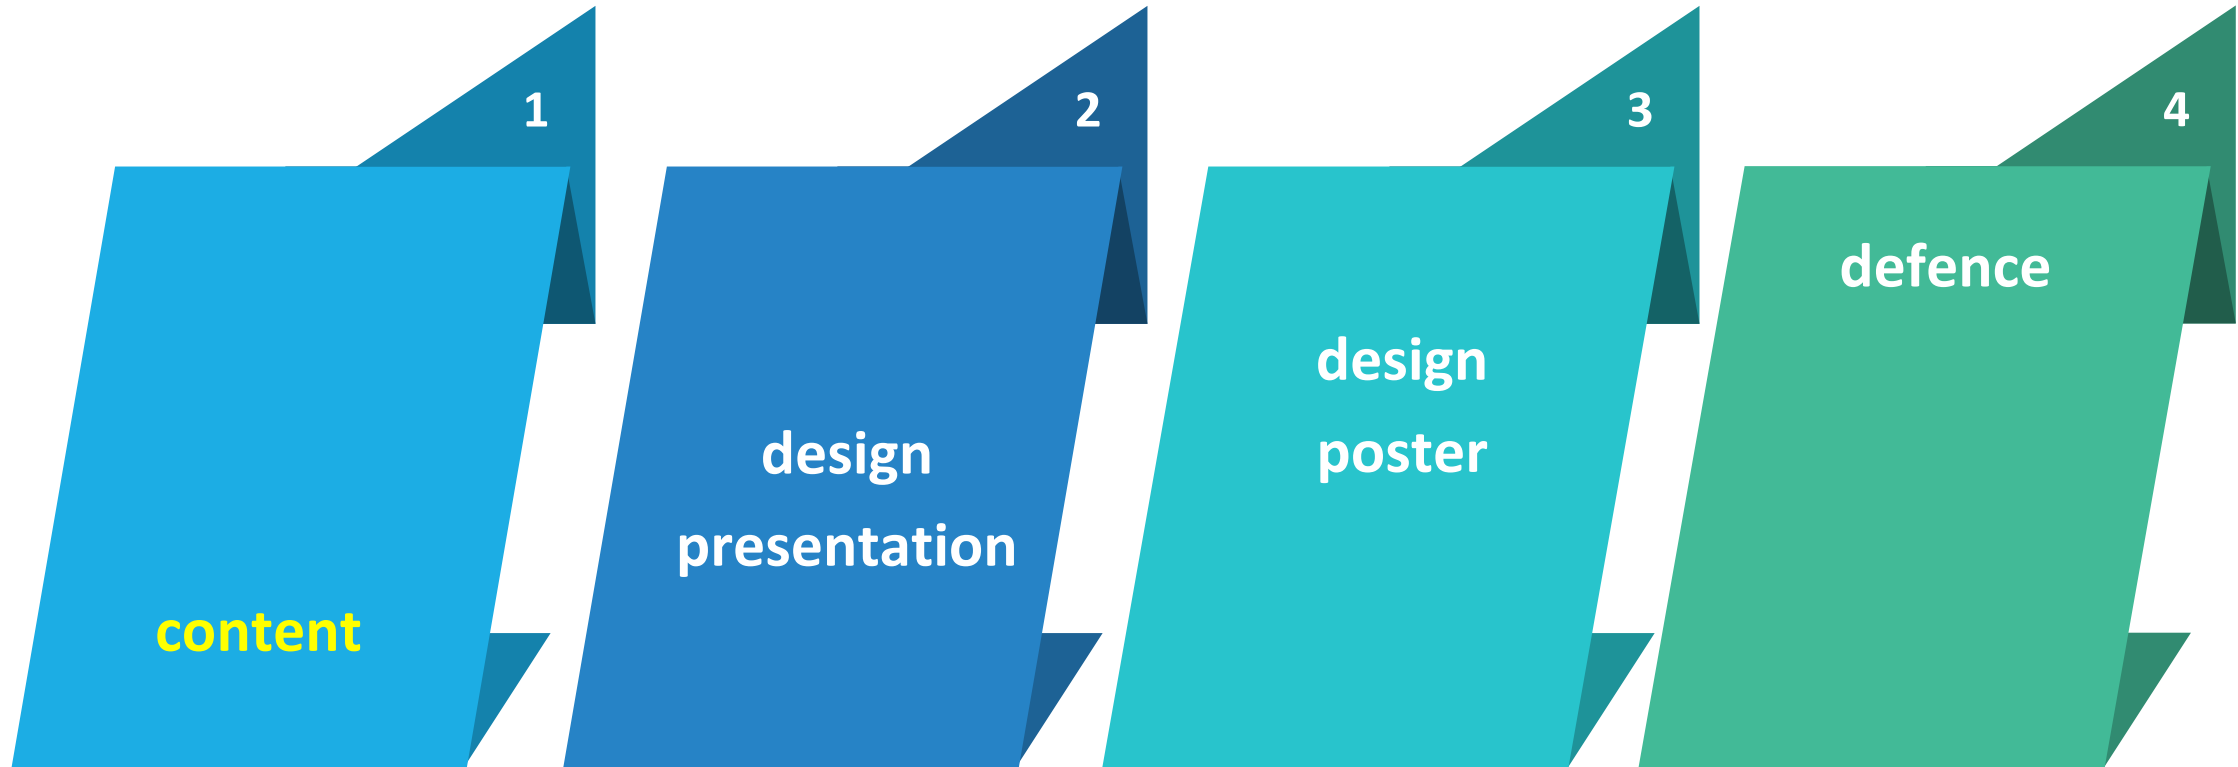 1
content
2
design
presentation
3
design
poster
4
defence